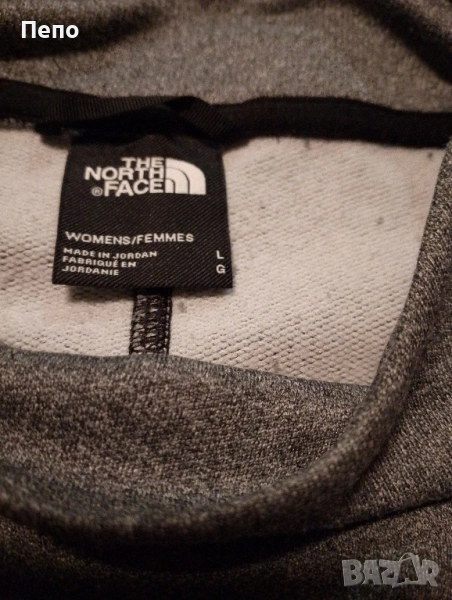 Пепо
THE
NORTH
®FACE
WOMENS/FEMMES
MADE IN JORDAN
FABRIQUÉ EN
JORDANIE
L
G
BAZAR